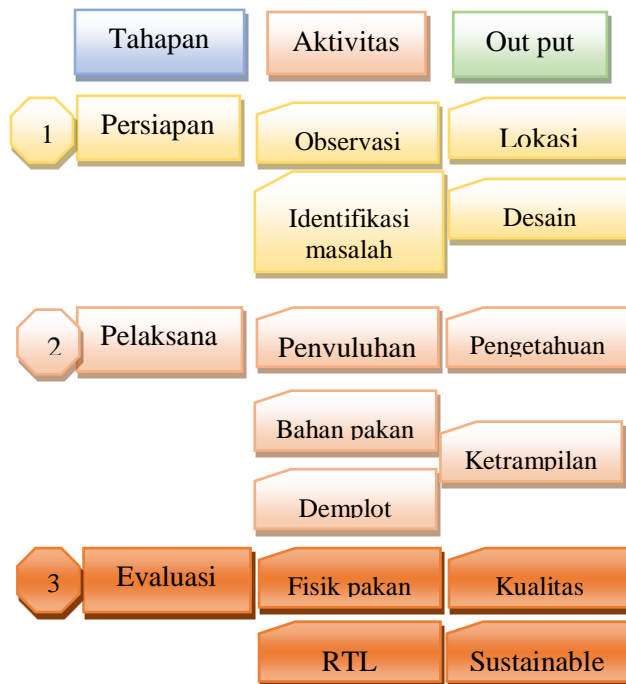 Tahapan
Aktivitas
Out put
1
Persiapan
Observasi
Lokasi
Identifikasi
masalah
Desain
2
Pelaksana
Penyuluhan
Pengetahuan
Bahan pakan
Ketrampilan
Demplot
3
Evaluasi
Fisik pakan
Kualitas
RTL
Sustainable